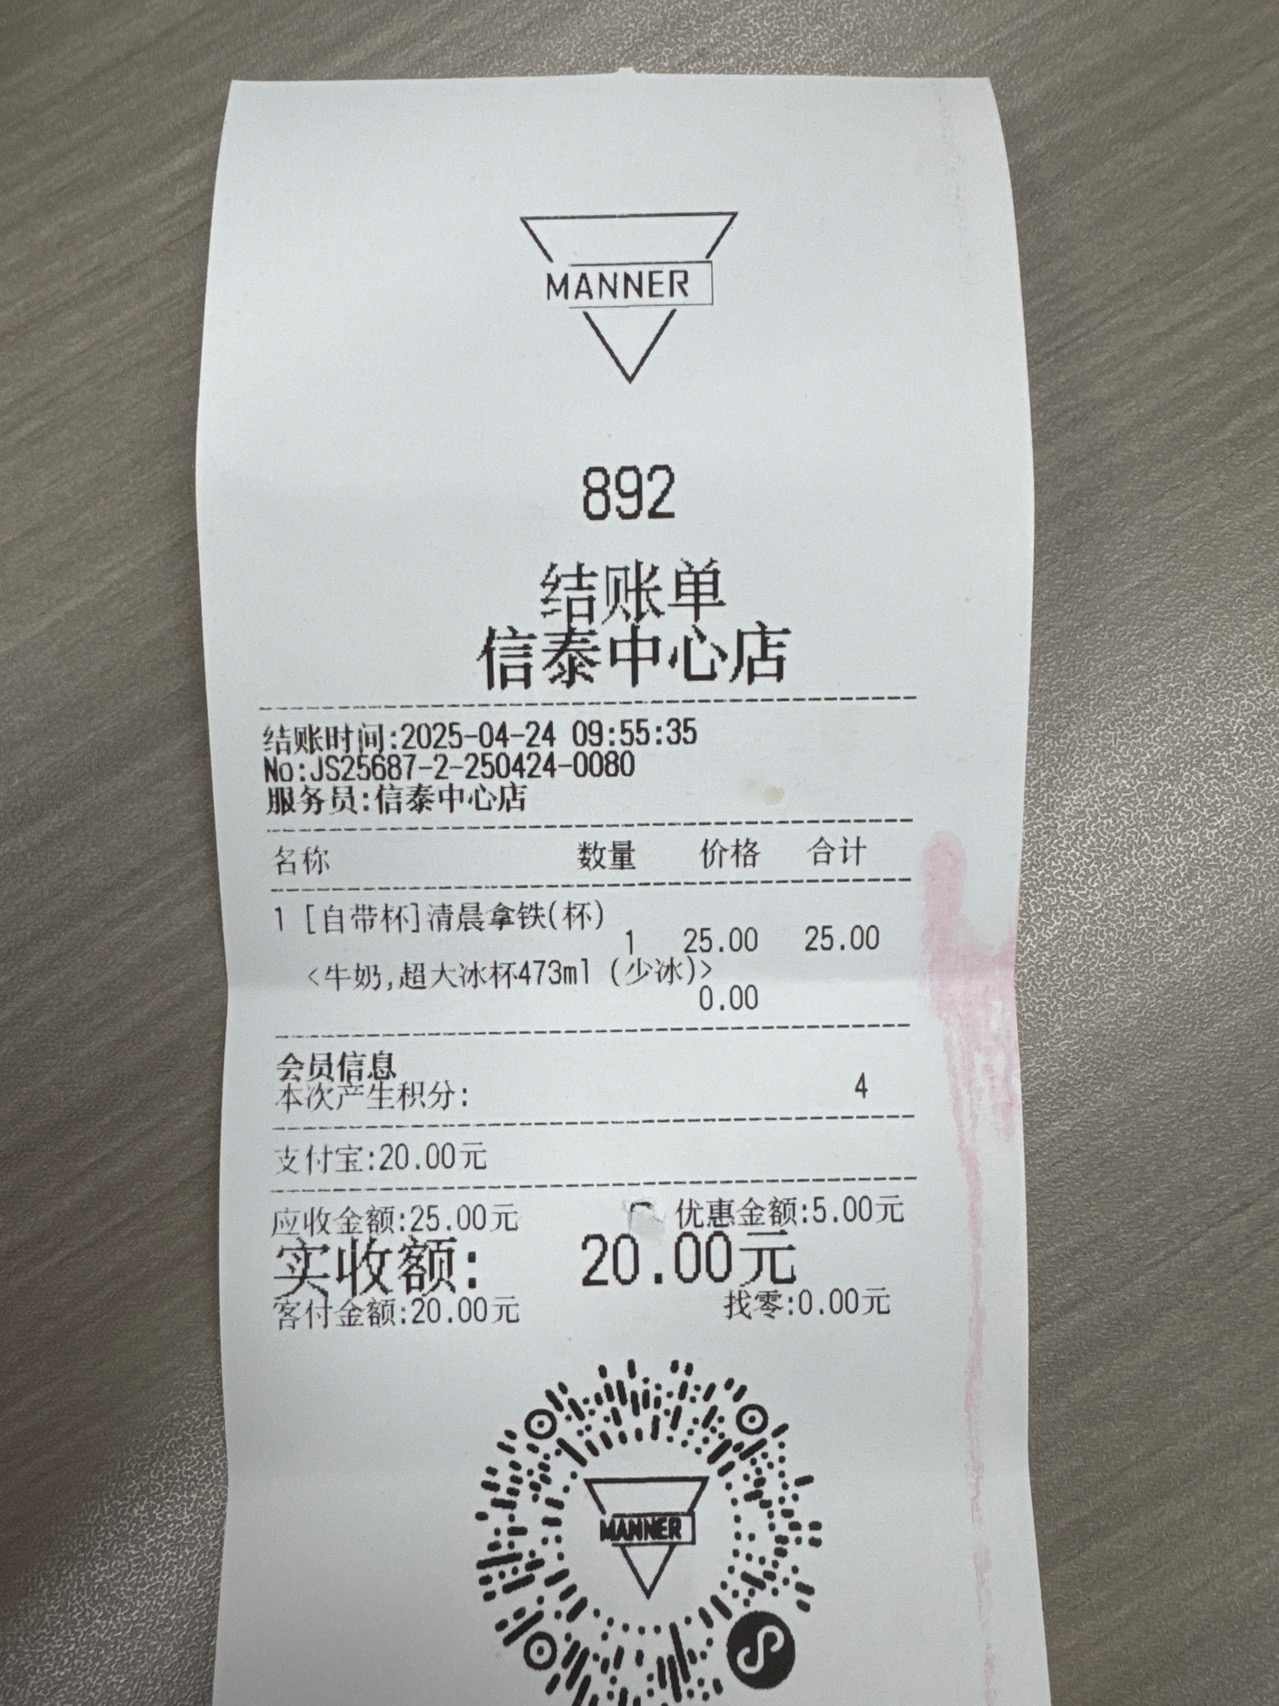 MANNER
892
结账单
信泰中心店
结账时间:2025-04-24 09:55:35
No:JS25687-2-250424-0080
服务员:信泰中心店
名称 数量 价格 合计
1 [自带杯]清晨拿铁(杯)
1 25.00 25.00
<牛奶,超大冰杯473ml (少冰)>
0.00
会员信息
本次产生积分: 4
支付宝:20.00元
应收金额:25.00元 优惠金额:5.00元
实收额: 20.00元
客付金额:20.00元 找零:0.00元
MANNER